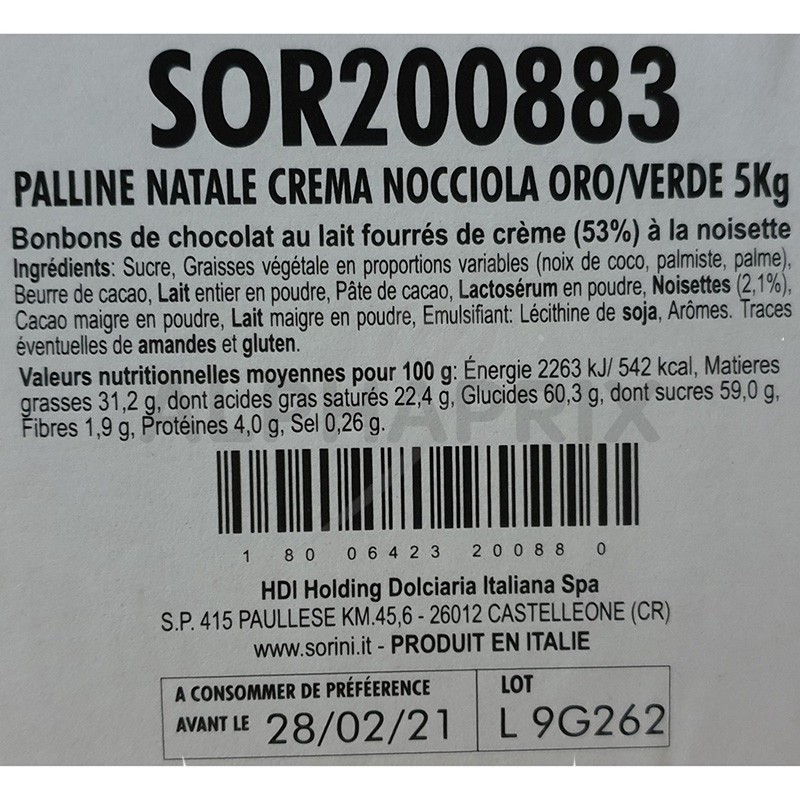 SOR200883
PALLINE NATALE CREMA NOCCIOLA ORO/VERDE 5Kg
Bonbons de chocolat au lait fourrés de crème (53%) à la noisette
Ingrédients: Sucre, Graisses végétale en proportions variables (noix de coco, palmiste, palme),
Beurre de cacao, Lait entier en poudre, Pâte de cacao, Lactosérum en poudre, Noisettes (2,1%),
Cacao maigre en poudre, Lait maigre en poudre, Emulsifiant: Lécithine de soja, Arômes. Traces
éventuelles de amandes et gluten.
Valeurs nutritionnelles moyennes pour 100 g: Énergie 2263 kJ/ 542 kcal, Matieres
grasses 31,2 g, dont acides gras saturés 22,4 g, Glucides 60,3 g, dont sucres 59,0 g,
Fibres 1,9 g, Protéines 4,0 g, Sel 0,26 g.
1 80 06423 20088 0
HDI Holding Dolciaria Italiana Spa
S.P. 415 PAULLESE KM.45,6 - 26012 CASTELLEONE (CR)
www.sorini.it - PRODUIT EN ITALIE
A CONSOMMER DE PRÉFÉERENCE LOT
AVANT LE 28/02/21 L 9G262